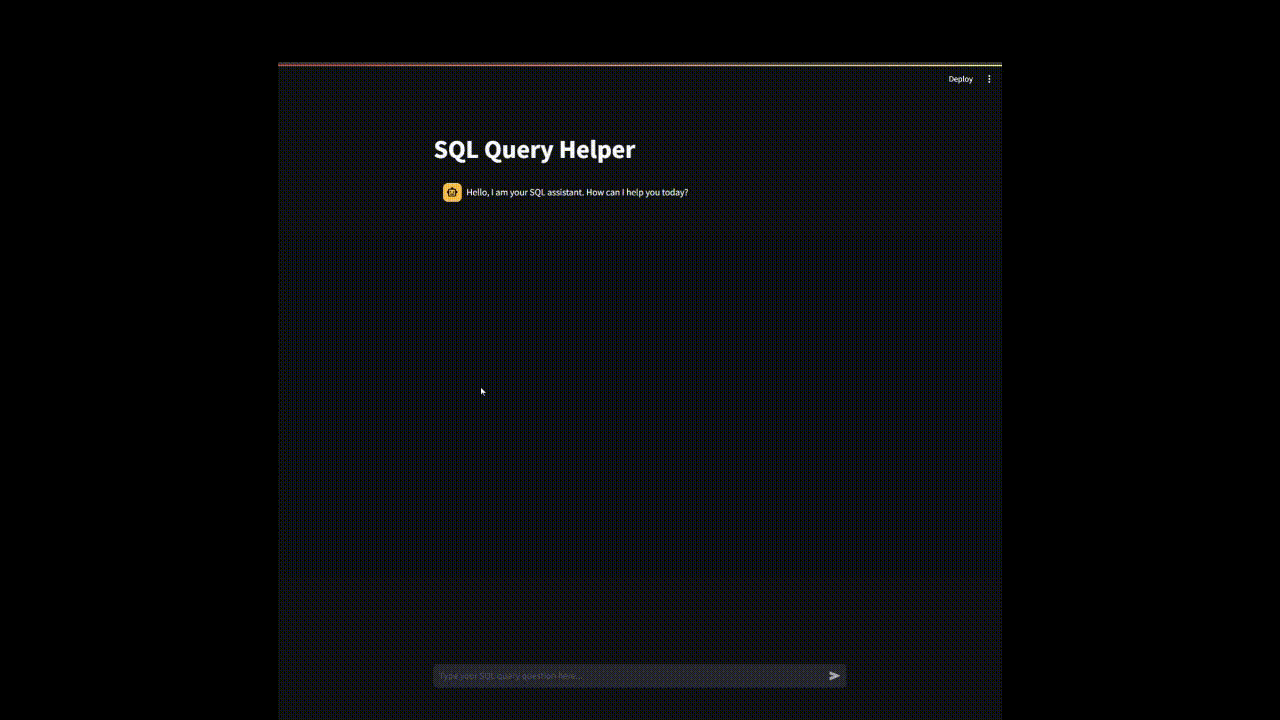 Deploy
SQL Query Helper
Hello, I am your SQL assistant. How can I help you today?
Type your SQL query question here...